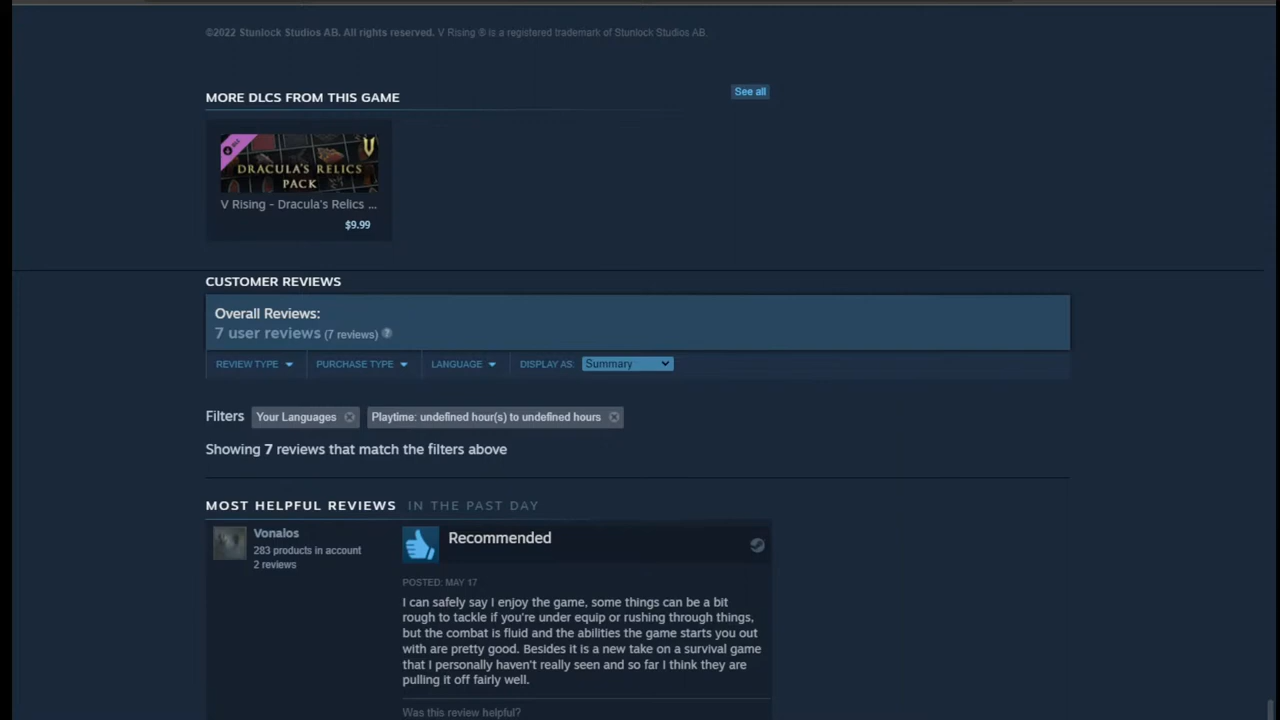 ©2022 Stunlock Studios AB. All rights reserved. V Rising ® is a registered trademark of Stunlock Studios AB.
MORE DLCS FROM THIS GAME
See all
DRACULA'S RELICS
PACK
V Rising - Dracula's Relics ...
$9.99
CUSTOMER REVIEWS
Overall Reviews:
7 user reviews (7 reviews) ?
REVIEW TYPE PURCHASE TYPE LANGUAGE DISPLAY AS: Summary
Filters Your Languages Playtime: undefined hour(s) to undefined hours
Showing 7 reviews that match the filters above
MOST HELPFUL REVIEWS IN THE PAST DAY
Vonalos
283 products in account
2 reviews
Recommended
POSTED: MAY 17
I can safely say I enjoy the game, some things can be a bit
rough to tackle if you're under equip or rushing through things,
but the combat is fluid and the abilities the game starts you out
with are pretty good. Besides it is a new take on a survival game
that I personally haven't really seen and so far I think they are
pulling it off fairly well.
Was this review helpful?